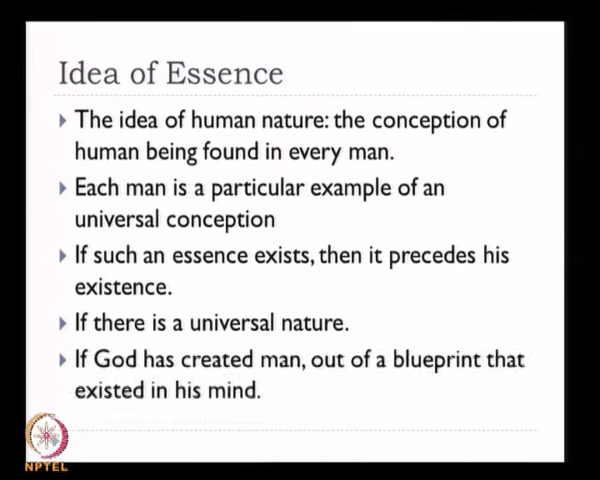 Idea of Essence
The idea of human nature: the conception of
human being found in every man.
Each man is a particular example of an
universal conception
If such an essence exists, then it precedes his
existence.
If there is a universal nature.
If God has created man, out of a blueprint that
existed in his mind.
NPTEL